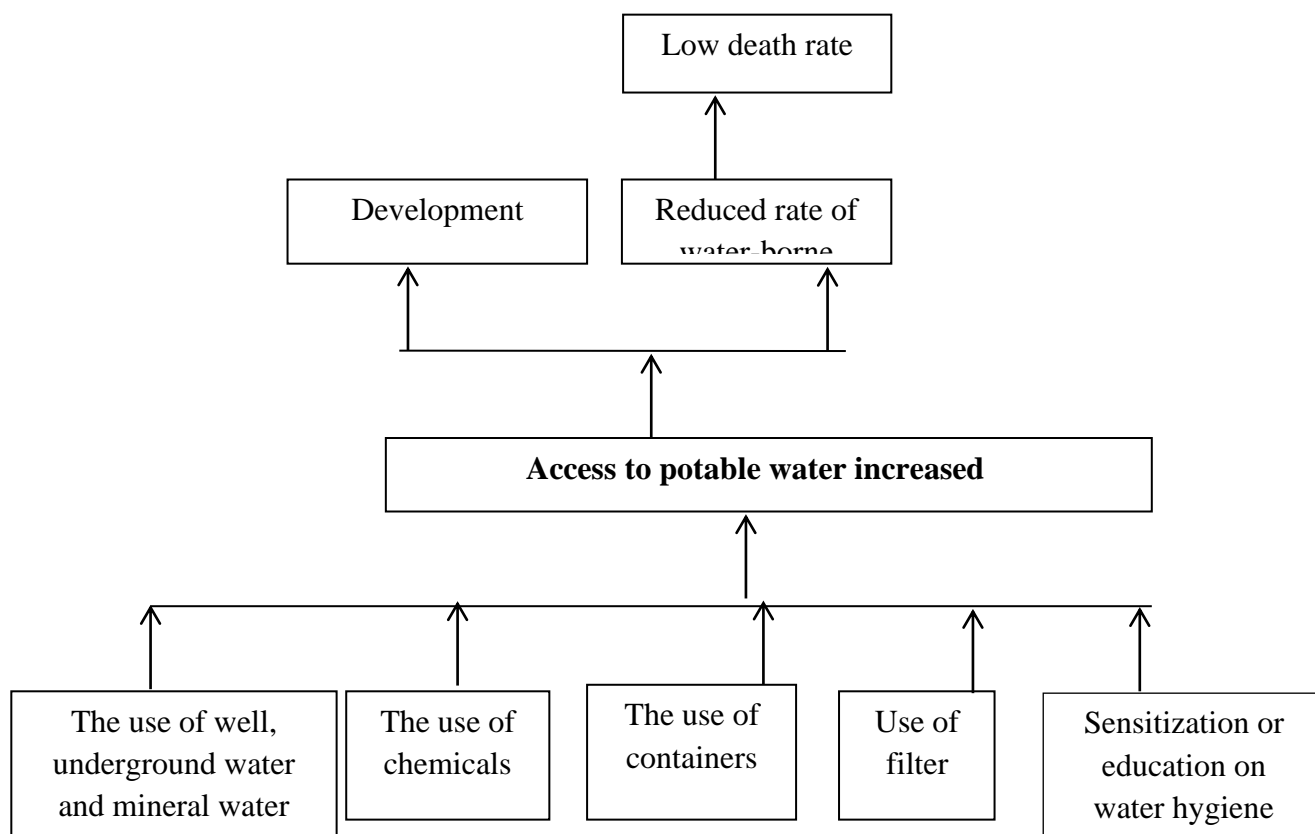 Low death rate
Development
Reduced rate of
water-borne
Access to potable water increased
The use of well,
underground water
and mineral water
The use of
chemicals
The use of
containers
Use of
filter
Sensitization or
education on
water hygiene